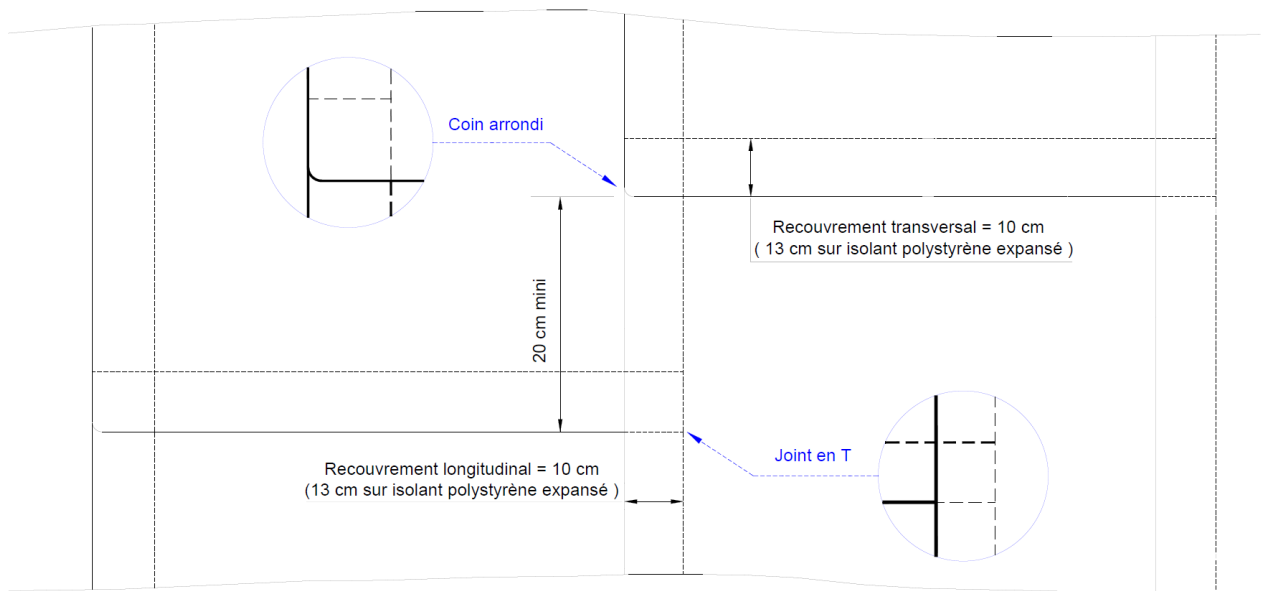 Coin arrondi
Recouvrement transversal = 10 cm
( 13 cm sur isolant polystyrène expansé )
20 cm mini
Joint en T
Recouvrement longitudinal = 10 cm
(13 cm sur isolant polystyrène expansé )